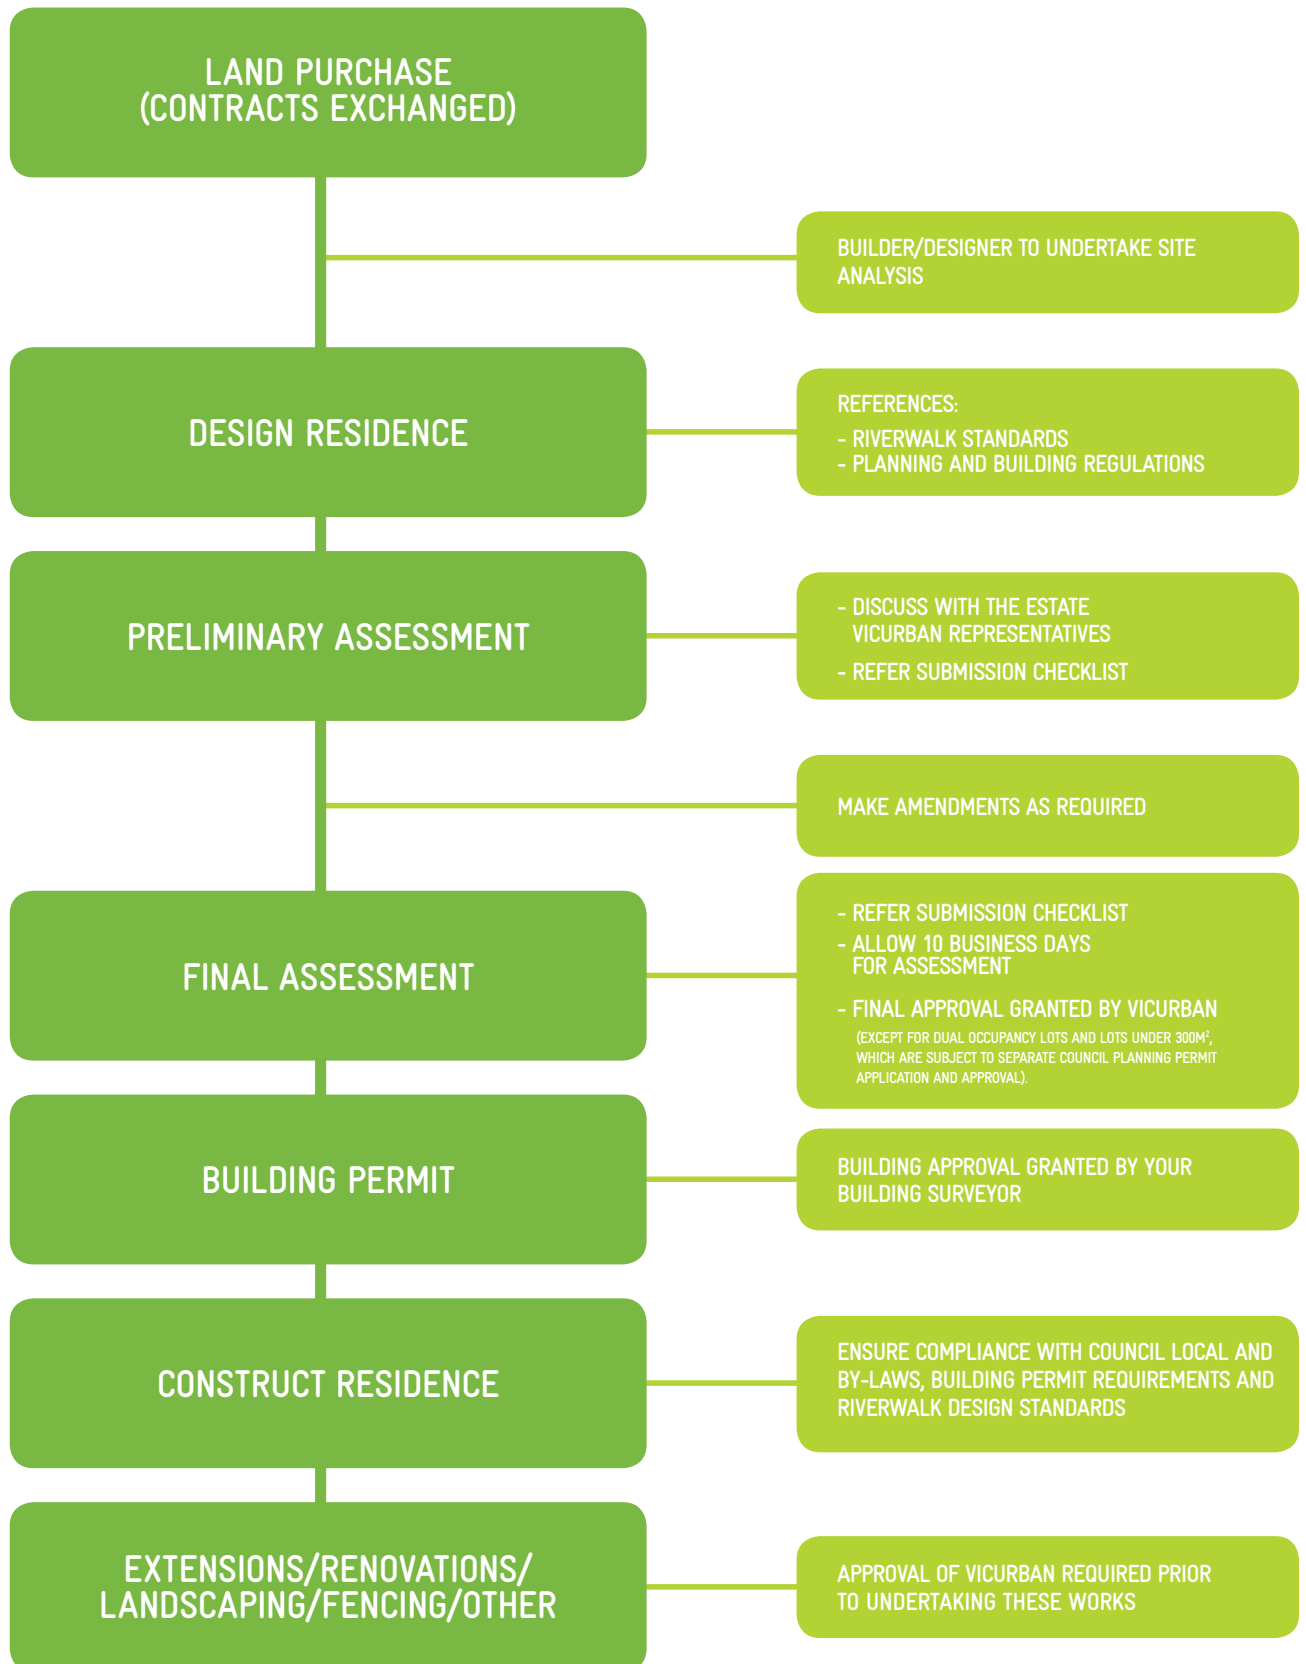 LAND PURCHASE
(CONTRACTS EXCHANGED)
BUILDER/DESIGNER TO UNDERTAKE SITE
ANALYSIS
DESIGN RESIDENCE
REFERENCES:
- RIVERWALK STANDARDS
- PLANNING AND BUILDING REGULATIONS
PRELIMINARY ASSESSMENT
- DISCUSS WITH THE ESTATE
VICURBAN REPRESENTATIVES
- REFER SUBMISSION CHECKLIST
MAKE AMENDMENTS AS REQUIRED
FINAL ASSESSMENT
- REFER SUBMISSION CHECKLIST
- ALLOW 10 BUSINESS DAYS
FOR ASSESSMENT
- FINAL APPROVAL GRANTED BY VICURBAN
(EXCEPT FOR DUAL OCCUPANCY LOTS AND LOTS UNDER 300M²,
WHICH ARE SUBJECT TO SEPARATE COUNCIL PLANNING PERMIT
APPLICATION AND APPROVAL).
BUILDING PERMIT
BUILDING APPROVAL GRANTED BY YOUR
BUILDING SURVEYOR
CONSTRUCT RESIDENCE
ENSURE COMPLIANCE WITH COUNCIL LOCAL AND
BY-LAWS, BUILDING PERMIT REQUIREMENTS AND
RIVERWALK DESIGN STANDARDS
EXTENSIONS/RENOVATIONS/
LANDSCAPING/FENCING/OTHER
APPROVAL OF VICURBAN REQUIRED PRIOR
TO UNDERTAKING THESE WORKS